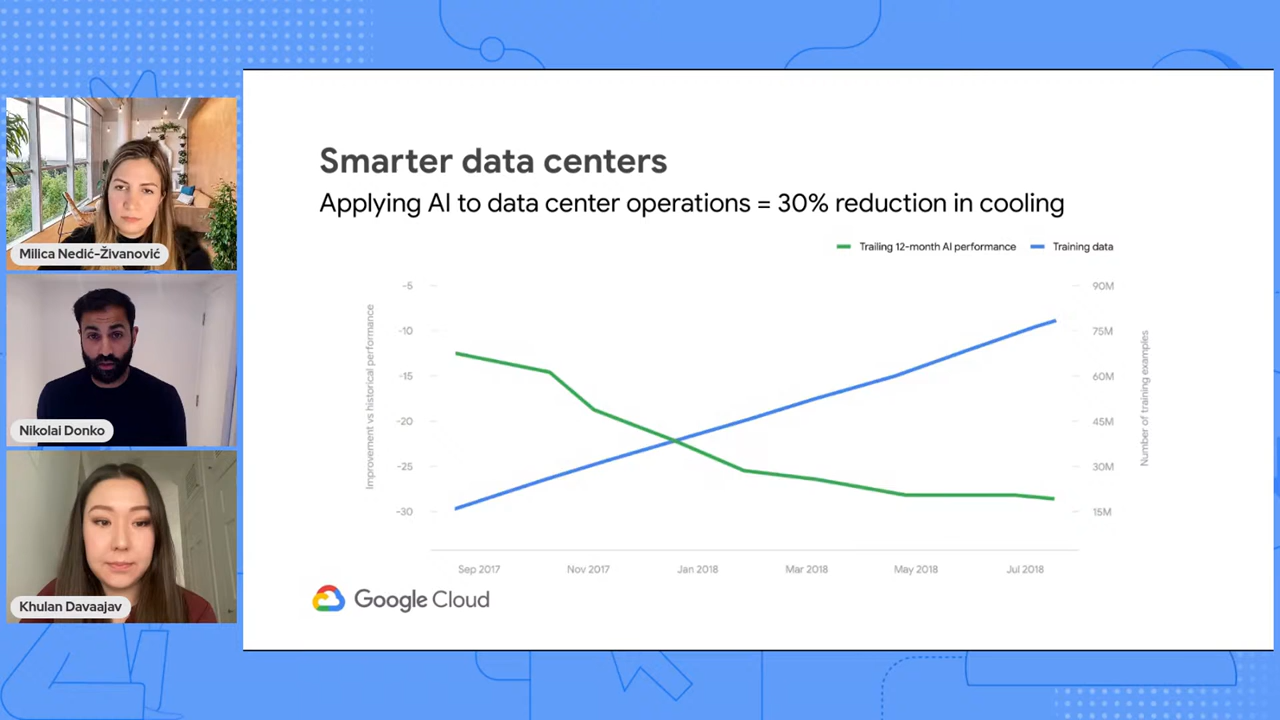 Smarter data centers
Applying AI to data center operations = 30% reduction in cooling
Trailing 12-month AI performance
Training data
Improvement vs historical performance
-5
-10
-15
-20
-25
-30
90M
75M
60M
45M
30M
15M
Number of training examples
Sep 2017
Nov 2017
Jan 2018
Mar 2018
May 2018
Jul 2018
Google Cloud
Milica Nedić-Živanović
Nikolai Donko
Khulan Davaajav